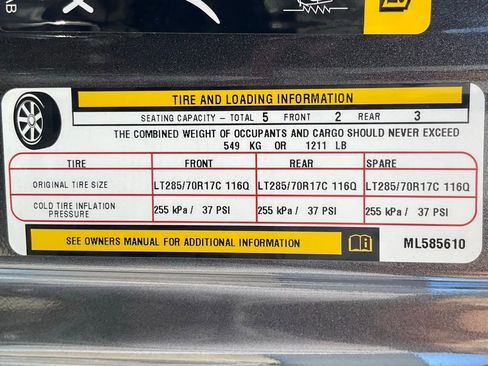 NB
TIRE AND LOADING INFORMATION
SEATING CAPACITY – TOTAL 5 FRONT 2 REAR 3
THE COMBINED WEIGHT OF OCCUPANTS AND CARGO SHOULD NEVER EXCEED
549 KG OR 1211 LB
TIRE FRONT REAR SPARE
ORIGINAL TIRE SIZE LT285/70R17C 116Q LT285/70R17C 116Q LT285/70R17C 116Q
COLD TIRE INFLATION PRESSURE 255 kPa / 37 PSI 255 kPa / 37 PSI 255 kPa / 37 PSI
SEE OWNERS MANUAL FOR ADDITIONAL INFORMATION ML585610